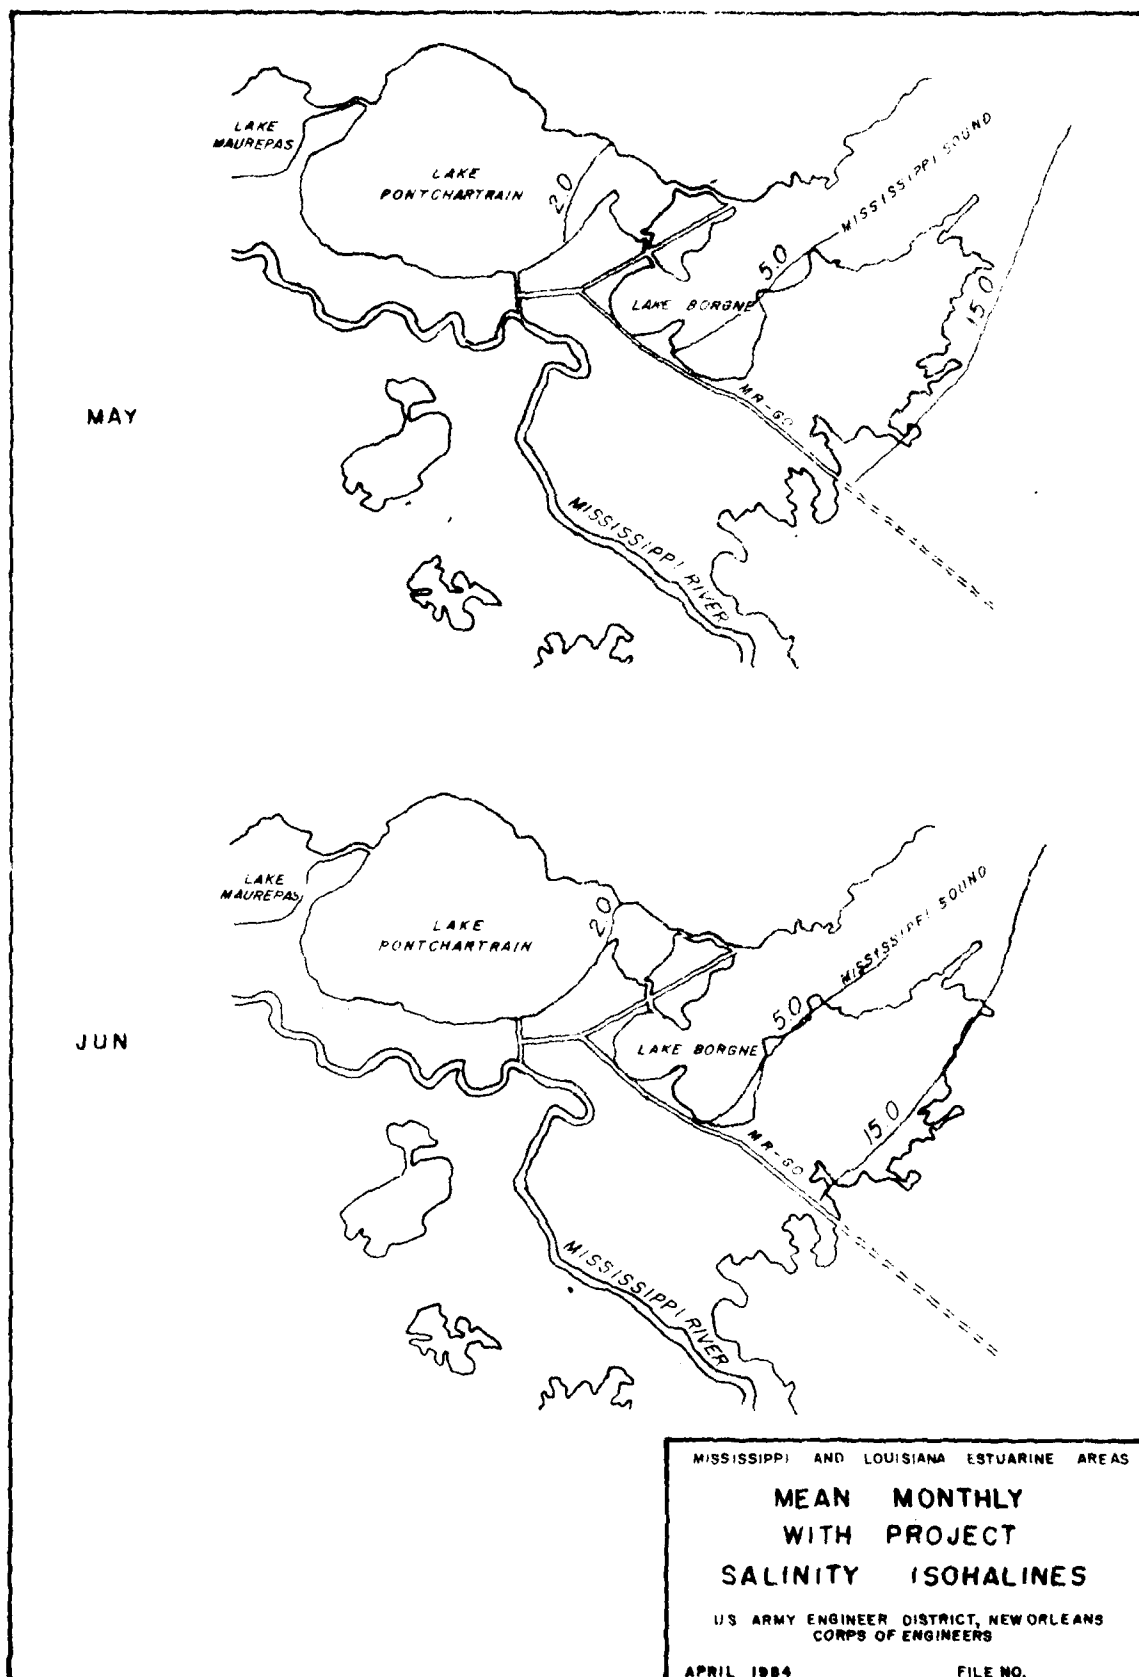 LAKE
MAUREPAS
LAKE
PONTCHARTRAIN
2.0
MISSISSIPPI SOUND
5.0
15.0
LAKE BORGNE
MR-GO
MAY
MISSISSIPPI RIVER
LAKE
MAUREPAS
LAKE
PONTCHARTRAIN
2.0
MISSISSIPPI SOUND
5.0
LAKE BORGNE
JUN
15.0
MR-GO
MISSISSIPPI RIVER
MISSISSIPPI AND LOUISIANA ESTUARINE AREAS
MEAN MONTHLY
WITH PROJECT
SALINITY ISOHALINES
US ARMY ENGINEER DISTRICT, NEW ORLEANS
CORPS OF ENGINEERS
APRIL 1984 FILE NO.